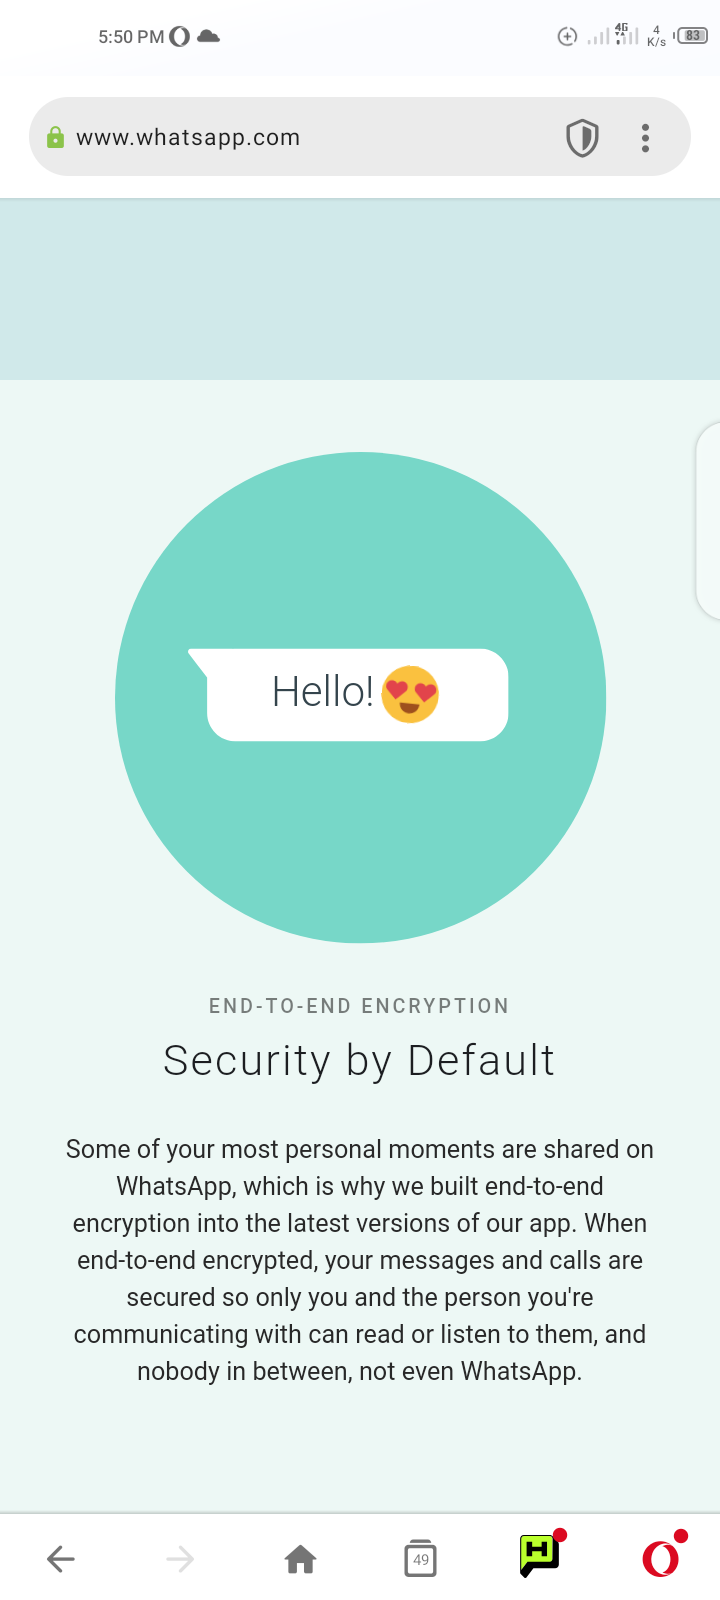 5:50 PM
4G
4 K/s
83
www.whatsapp.com
Hello! 😍
END-TO-END ENCRYPTION
Security by Default
Some of your most personal moments are shared on
WhatsApp, which is why we built end-to-end
encryption into the latest versions of our app. When
end-to-end encrypted, your messages and calls are
secured so only you and the person you're
communicating with can read or listen to them, and
nobody in between, not even WhatsApp.
49
H